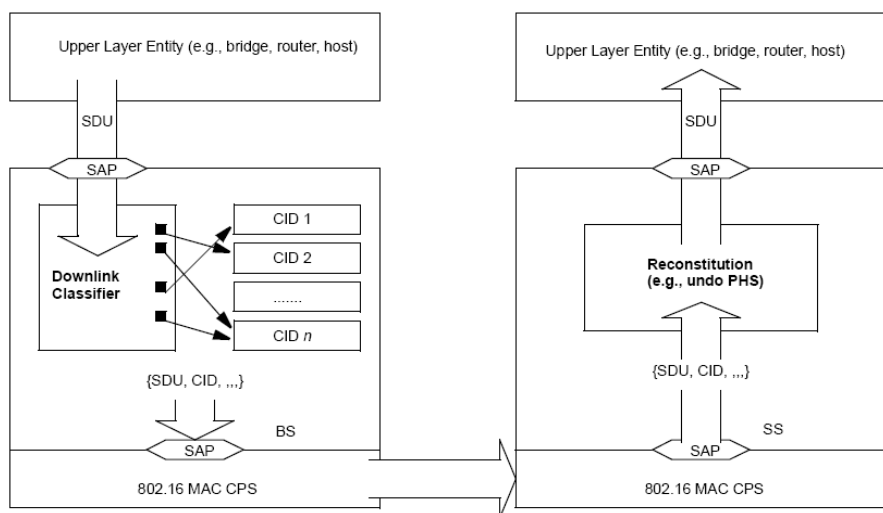 Upper Layer Entity (e.g., bridge, router, host)
SDU
SAP
Downlink
Classifier
CID 1
CID 2
.......
CID n
{SDU, CID, ,,,}
SAP
BS
802.16 MAC CPS
Upper Layer Entity (e.g., bridge, router, host)
SDU
SAP
Reconstitution
(e.g., undo PHS)
{SDU, CID, ,,,}
SAP
SS
802.16 MAC CPS